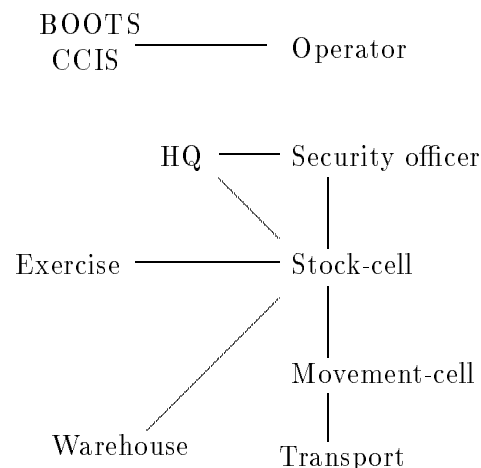 BOOTS
CCIS
Operator
HQ
Security officer
Exercise
Stock-cell
Movement-cell
Warehouse
Transport